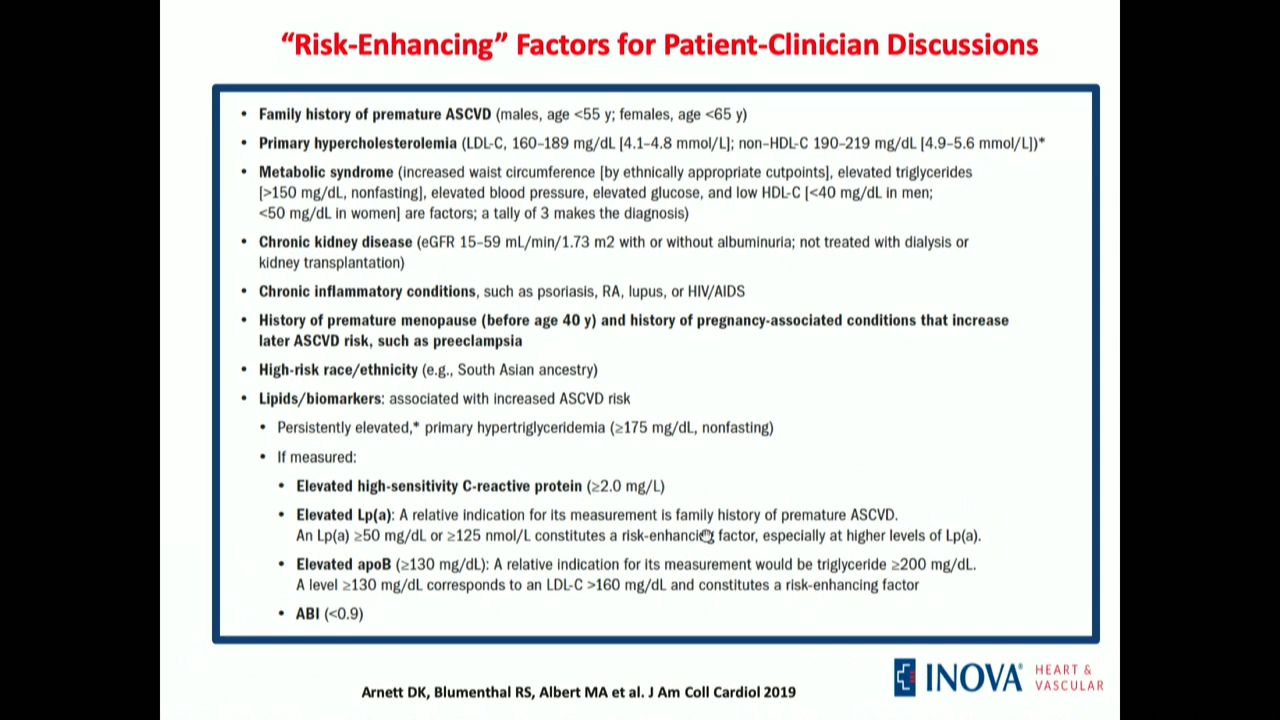 “Risk-Enhancing” Factors for Patient-Clinician Discussions
• Family history of premature ASCVD (males, age <55 y; females, age <65 y)
• Primary hypercholesterolemia (LDL-C, 160–189 mg/dL [4.1–4.8 mmol/L]; non–HDL-C 190–219 mg/dL [4.9–5.6 mmol/L])*
• Metabolic syndrome (increased waist circumference [by ethnically appropriate cutpoints], elevated triglycerides
[>150 mg/dL, nonfasting], elevated blood pressure, elevated glucose, and low HDL-C [<40 mg/dL in men;
<50 mg/dL in women] are factors; a tally of 3 makes the diagnosis)
• Chronic kidney disease (eGFR 15–59 mL/min/1.73 m2 with or without albuminuria; not treated with dialysis or
kidney transplantation)
• Chronic inflammatory conditions, such as psoriasis, RA, lupus, or HIV/AIDS
• History of premature menopause (before age 40 y) and history of pregnancy-associated conditions that increase
later ASCVD risk, such as preeclampsia
• High-risk race/ethnicity (e.g., South Asian ancestry)
• Lipids/biomarkers: associated with increased ASCVD risk
• Persistently elevated,* primary hypertriglyceridemia (≥175 mg/dL, nonfasting)
• If measured:
• Elevated high-sensitivity C-reactive protein (≥2.0 mg/L)
• Elevated Lp(a): A relative indication for its measurement is family history of premature ASCVD.
An Lp(a) ≥50 mg/dL or ≥125 nmol/L constitutes a risk-enhancing factor, especially at higher levels of Lp(a).
• Elevated apoB (≥130 mg/dL): A relative indication for its measurement would be triglyceride ≥200 mg/dL.
A level ≥130 mg/dL corresponds to an LDL-C >160 mg/dL and constitutes a risk-enhancing factor
• ABI (<0.9)
INOVA® HEART &
VASCULAR
Arnett DK, Blumenthal RS, Albert MA et al. J Am Coll Cardiol 2019